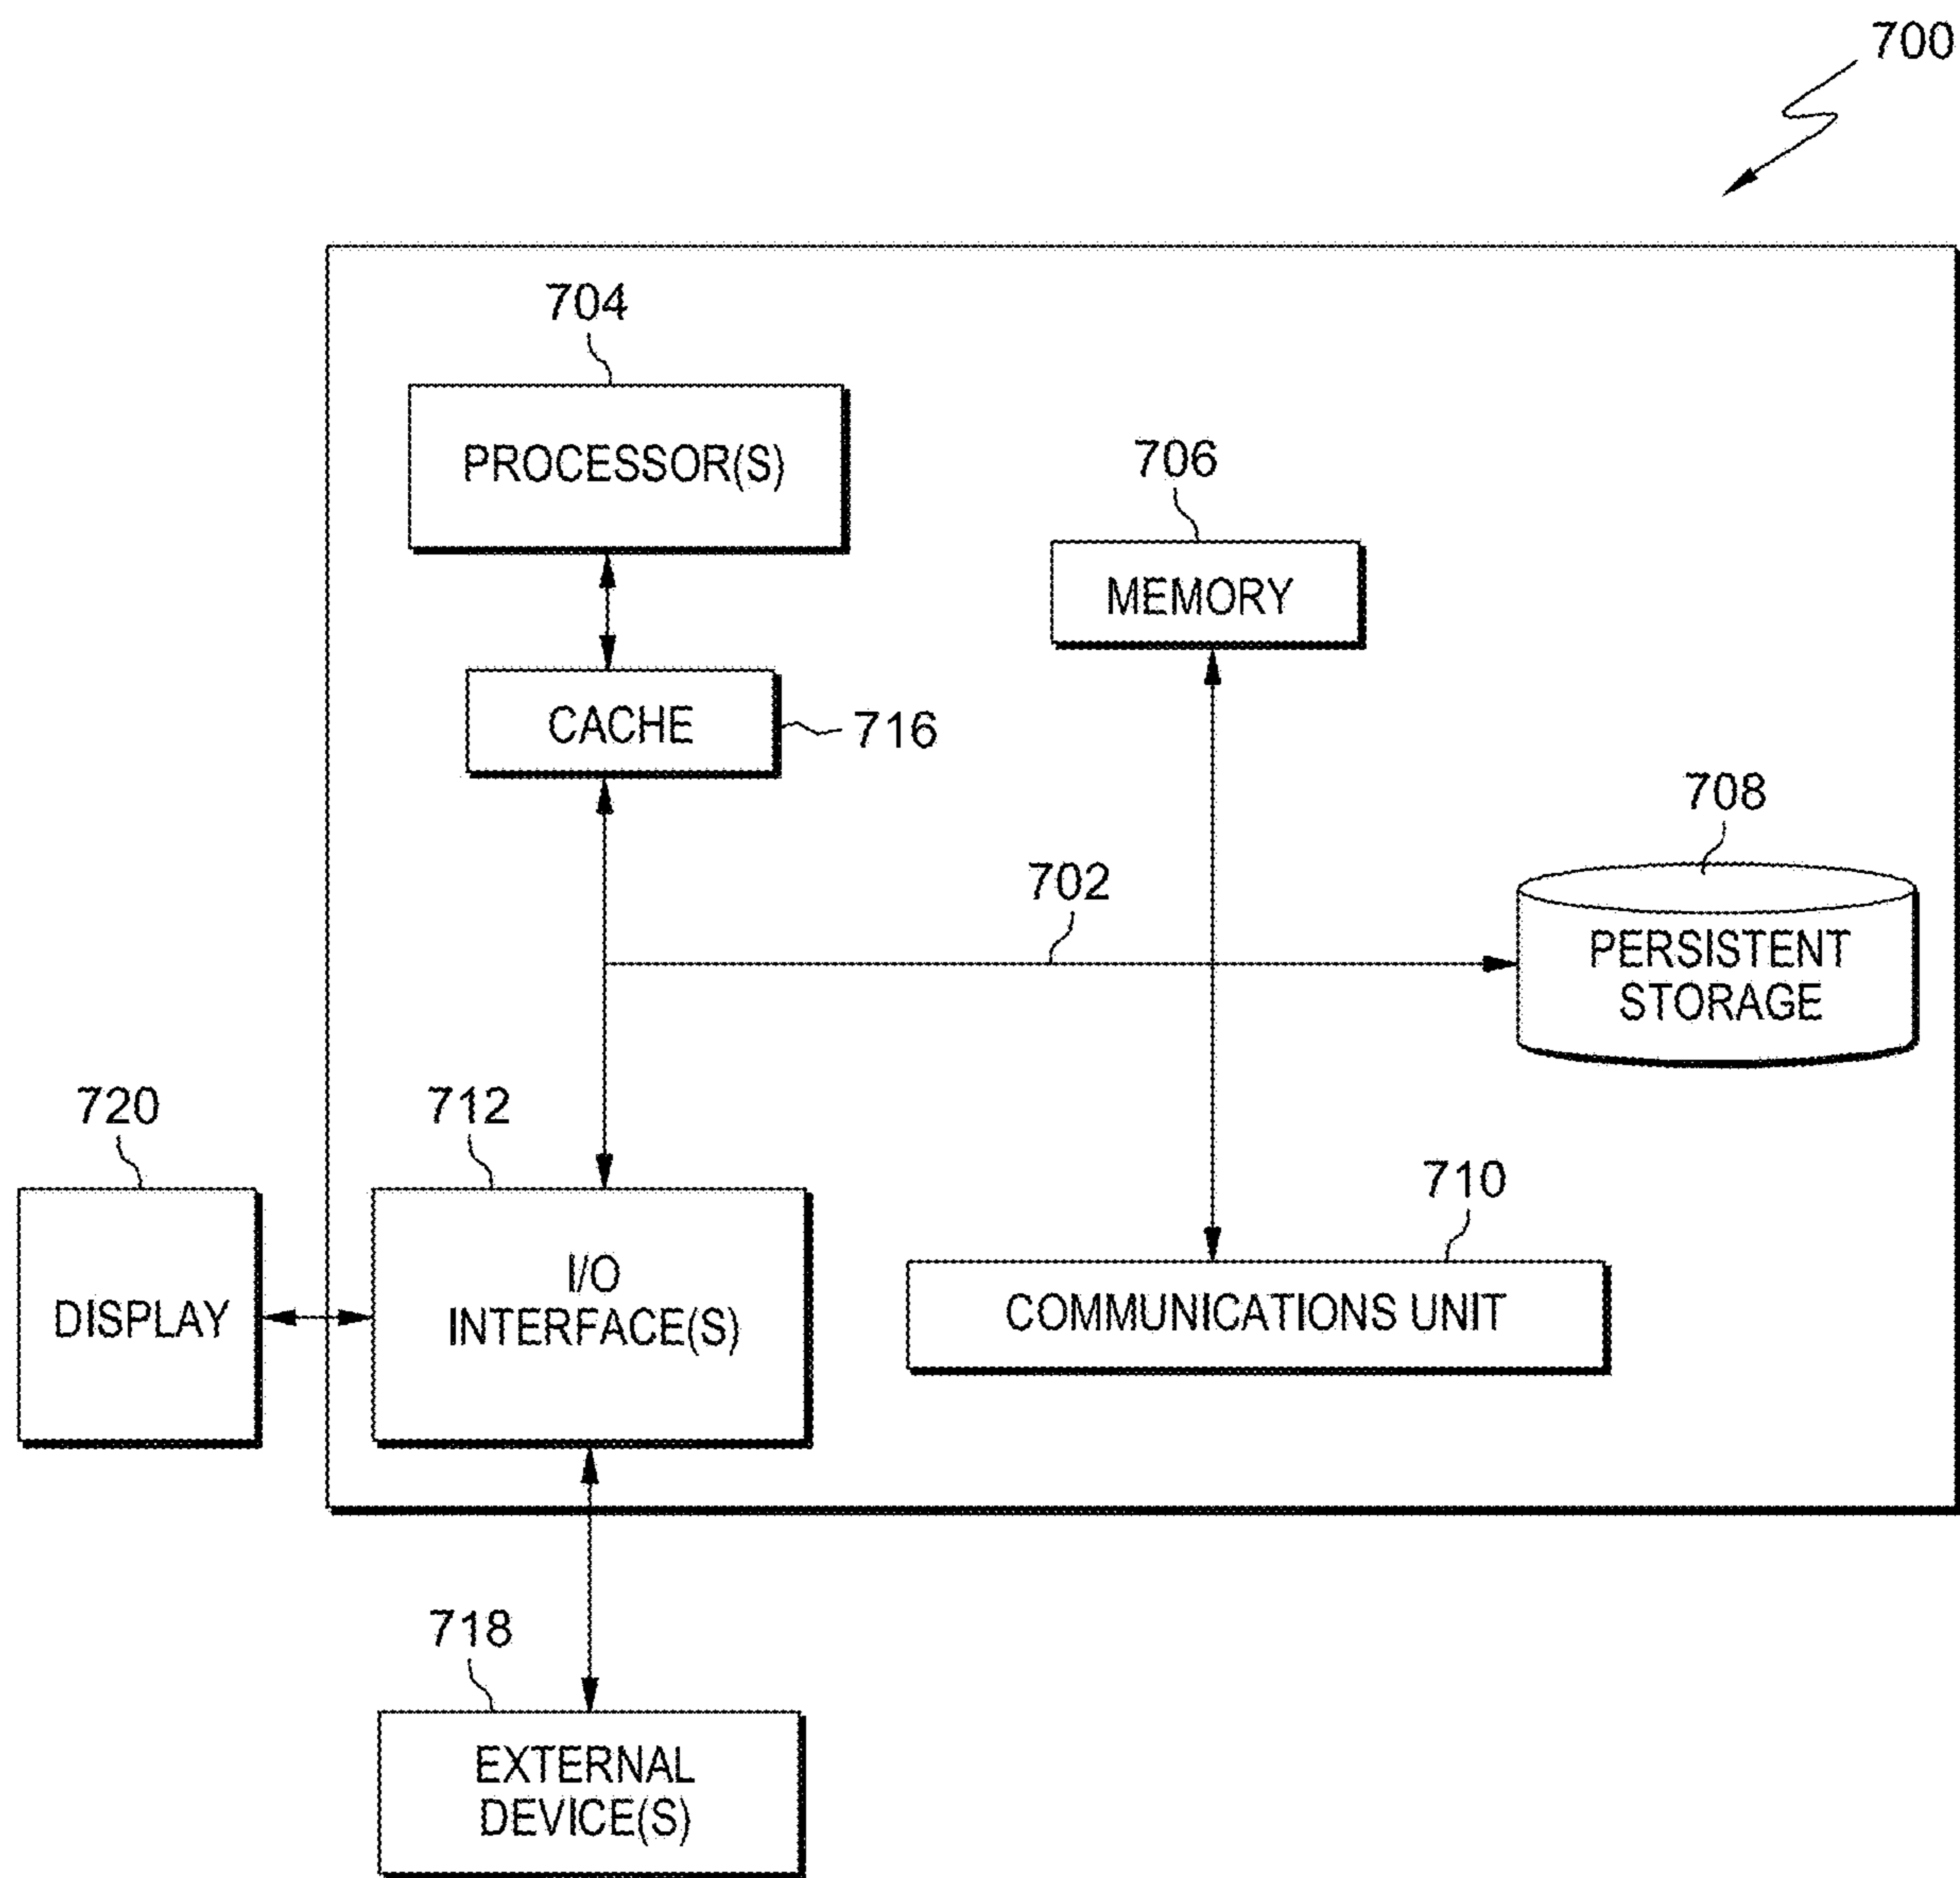 700
704
PROCESSOR(S)
706
MEMORY
CACHE
716
708
702
PERSISTENT
STORAGE
720
712
710
I/O
INTERFACE(S)
DISPLAY
COMMUNICATIONS UNIT
718
EXTERNAL
DEVICE(S)